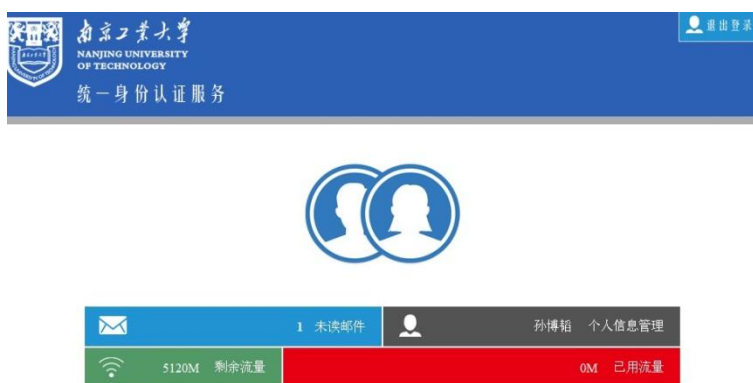 南京工业大学
NANJING UNIVERSITY
OF TECHNOLOGY
统一身份认证服务
退出登录
1 未读邮件
孙博韬 个人信息管理
5120M 剩余流量
0M 已用流量